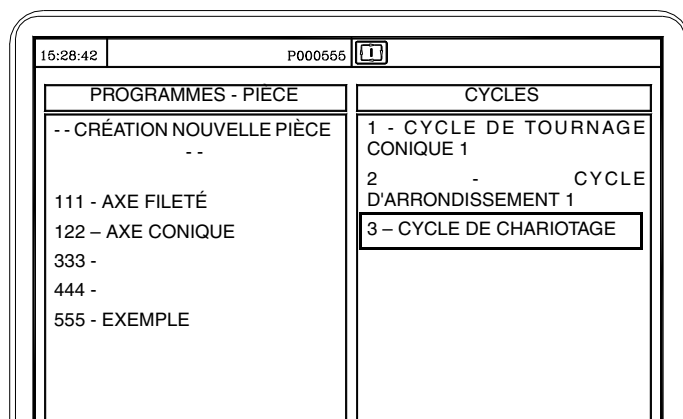 15:28:42 P000555
PROGRAMMES - PIÈCE
- - CRÉATION NOUVELLE PIÈCE
- -
111 - AXE FILETÉ
122 – AXE CONIQUE
333 -
444 -
555 - EXEMPLE
CYCLES
1 - CYCLE DE TOURNAGE
CONIQUE 1
2 - CYCLE
D'ARRONDISSEMENT 1
3 – CYCLE DE CHARIOTAGE